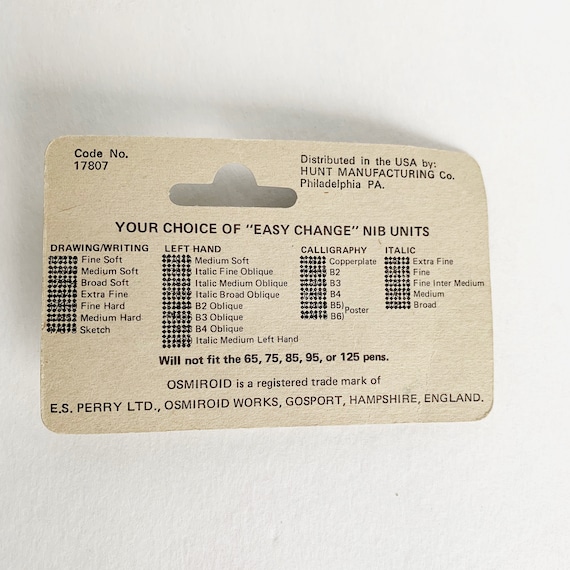 Code No.
17807
Distributed in the USA by:
HUNT MANUFACTURING Co.
Philadelphia PA.
YOUR CHOICE OF "EASY CHANGE" NIB UNITS
DRAWING/WRITING
Fine Soft
Medium Soft
Broad Soft
Extra Fine
Fine Hard
Medium Hard
Sketch
LEFT HAND
Medium Soft
Italic Fine Oblique
Italic Medium Oblique
Italic Broad Oblique
B2 Oblique
B3 Oblique
B4 Oblique
Italic Medium Left Hand
CALLIGRAPHY
Copperplate
B2
B3
B4
B5)
B6) Poster
ITALIC
Extra Fine
Fine
Fine Inter Medium
Medium
Broad
Will not fit the 65, 75, 85, 95, or 125 pens.
OSMIROID is a registered trade mark of
E.S. PERRY LTD., OSMIROID WORKS, GOSPORT, HAMPSHIRE, ENGLAND.